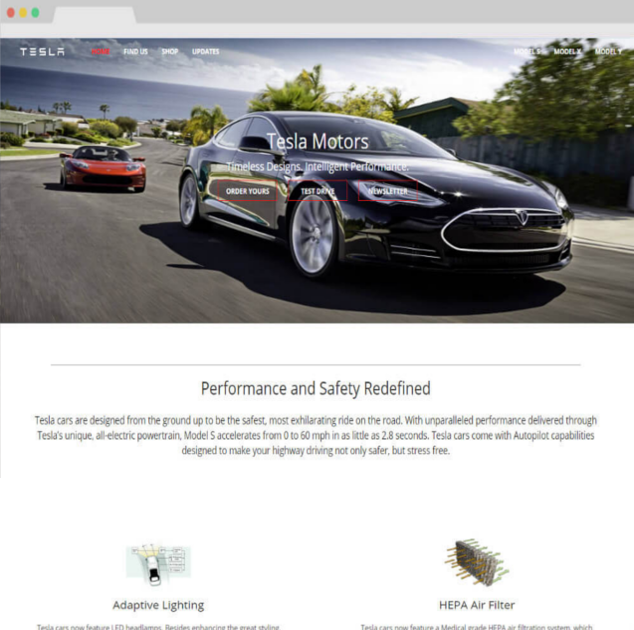 TESLA
FIND US
SHOP
UPDATES
MODEL S
MODEL X
Tesla Motors
Timeless Designs. Intelligent Performance.
ORDER YOURS
TEST DRIVE
NEWSLETTER
Performance and Safety Redefined
Tesla cars are designed from the ground up to be the safest, most exhilarating ride on the road. With unparalleled performance delivered through
Tesla's unique, all-electric powertrain, Model S accelerates from 0 to 60 mph in as little as 2.8 seconds. Tesla cars come with Autopilot capabilities
designed to make your highway driving not only safer, but stress free.
Adaptive Lighting
HEPA Air Filter
Tesla cars now feature LED headlamps. Besides enhancing the great styling
Tesla cars now feature a Medical grade HEPA air filtration system, which